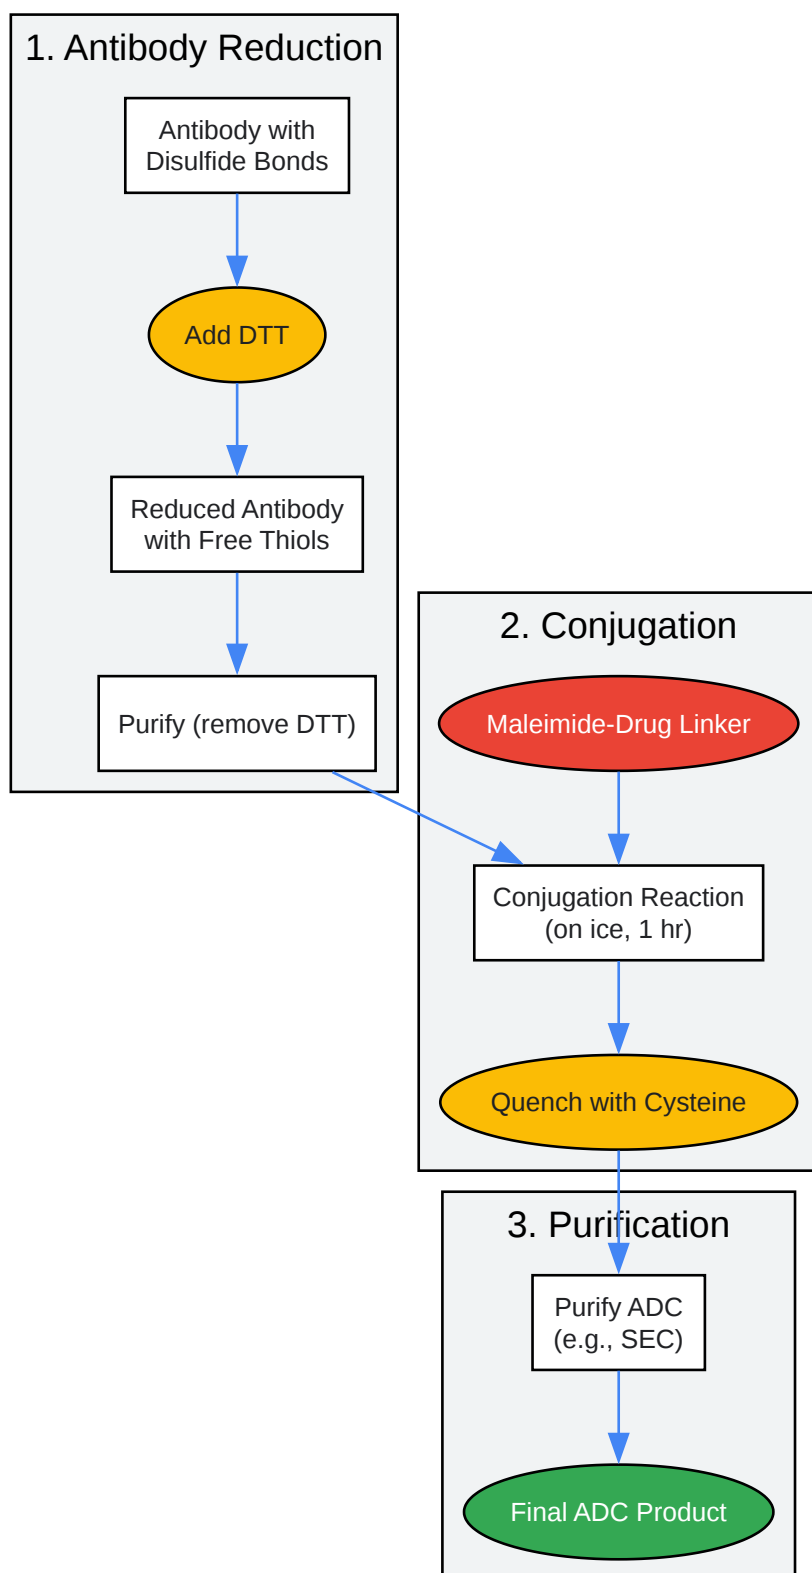 1. Antibody Reduction
Antibody with
Disulfide Bonds
Add DTT
Reduced Antibody
with Free Thiols
Purify (remove DTT)
2. Conjugation
Maleimide-Drug Linker
Conjugation Reaction
(on ice, 1 hr)
Quench with Cysteine
3. Purification
Purify ADC
(e.g., SEC)
Final ADC Product